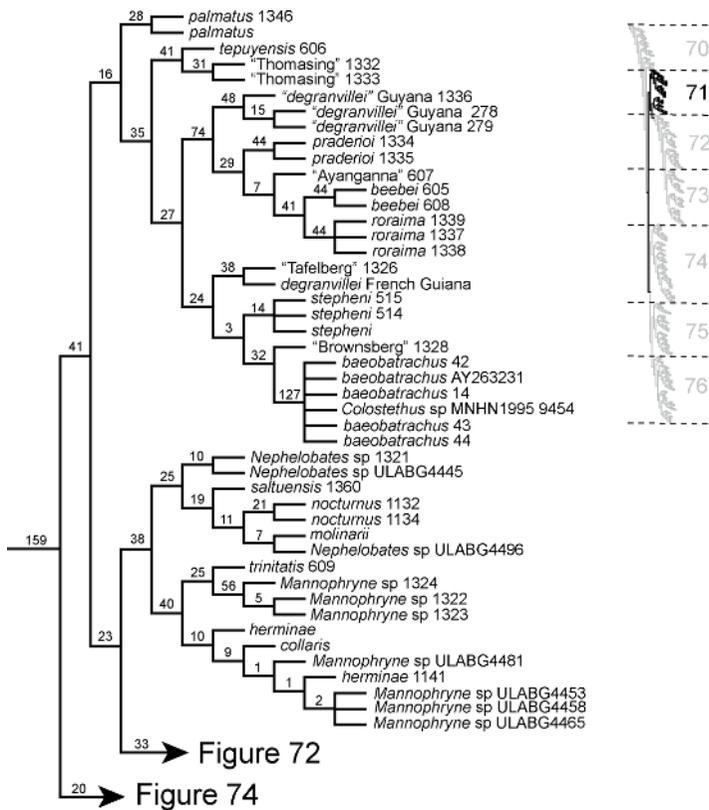 28 palmatus 1346
palmatus
70
16
41 tepuyensis 606
31 "Thomasing" 1332
"Thomasing" 1333
71
35
48 "degranvillei" Guyana 1336
15 "degranvillei" Guyana 278
"degranvillei" Guyana 279
74
44 praderioi 1334
praderioi 1335
72
29
7 "Ayanganna" 607
44 beebei 605
beebei 608
73
41
roraima 1339
44 roraima 1337
roraima 1338
27
74
38 "Tafelberg" 1326
degranvillei French Guiana
24
14 stepheni 515
stepheni 514
stepheni
3
75
32 "Brownsberg" 1328
41
baeobatrachus 42
baeobatrachus AY263231
76
127 baeobatrachus 14
Colostethus sp MNHN1995 9454
baeobatrachus 43
baeobatrachus 44
10 Nephelobates sp 1321
Nephelobates sp ULABG4445
25
saltuensis 1360
19
21 nocturnus 1132
nocturnus 1134
11
7 molinarii
Nephelobates sp ULABG4496
159
38
25 trinitatis 609
56 Mannophryne sp 1324
5 Mannophryne sp 1322
Mannophryne sp 1323
40
10 herminae
23
9 collaris
1 Mannophryne sp ULABG4481
1 herminae 1141
2 Mannophryne sp ULABG4453
Mannophryne sp ULABG4458
Mannophryne sp ULABG4465
33 Figure 72
20 Figure 74